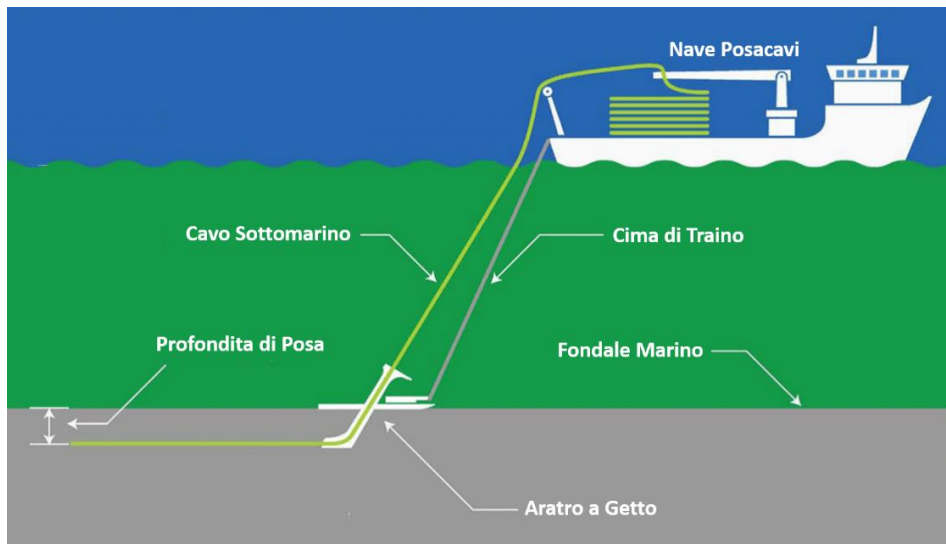 Nave Posacavi
Cavo Sottomarino
Cima di Traino
Profondita di Posa
Fondale Marino
Aratro a Getto